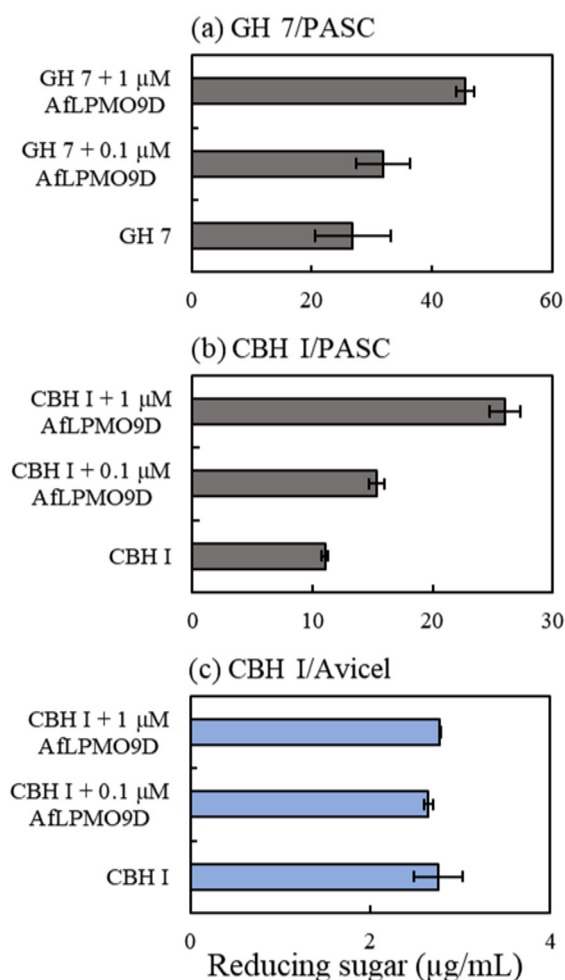 (a) GH 7/PASC
GH 7 + 1 μM
AfLPMO9D
GH 7 + 0.1 μM
AfLPMO9D
GH 7
0 20 40 60
(b) CBH I/PASC
CBH I + 1 μM
AfLPMO9D
CBH I + 0.1 μM
AfLPMO9D
CBH I
0 10 20 30
(c) CBH I/Avicel
CBH I + 1 μM
AfLPMO9D
CBH I + 0.1 μM
AfLPMO9D
CBH I
0 2 4
Reducing sugar (μg/mL)